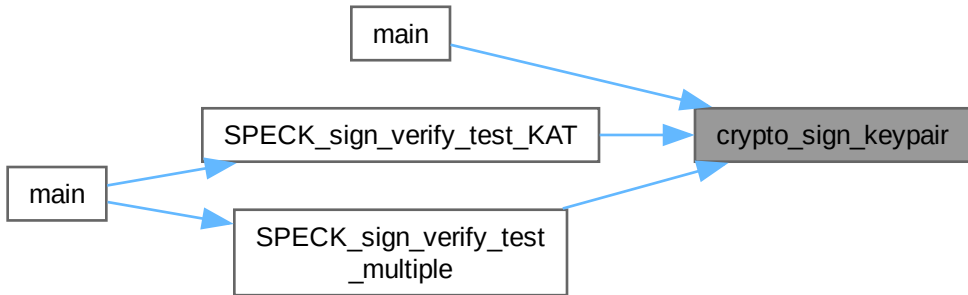 main
SPECK_sign_verify_test_KAT
crypto_sign_keypair
main
SPECK_sign_verify_test
_multiple